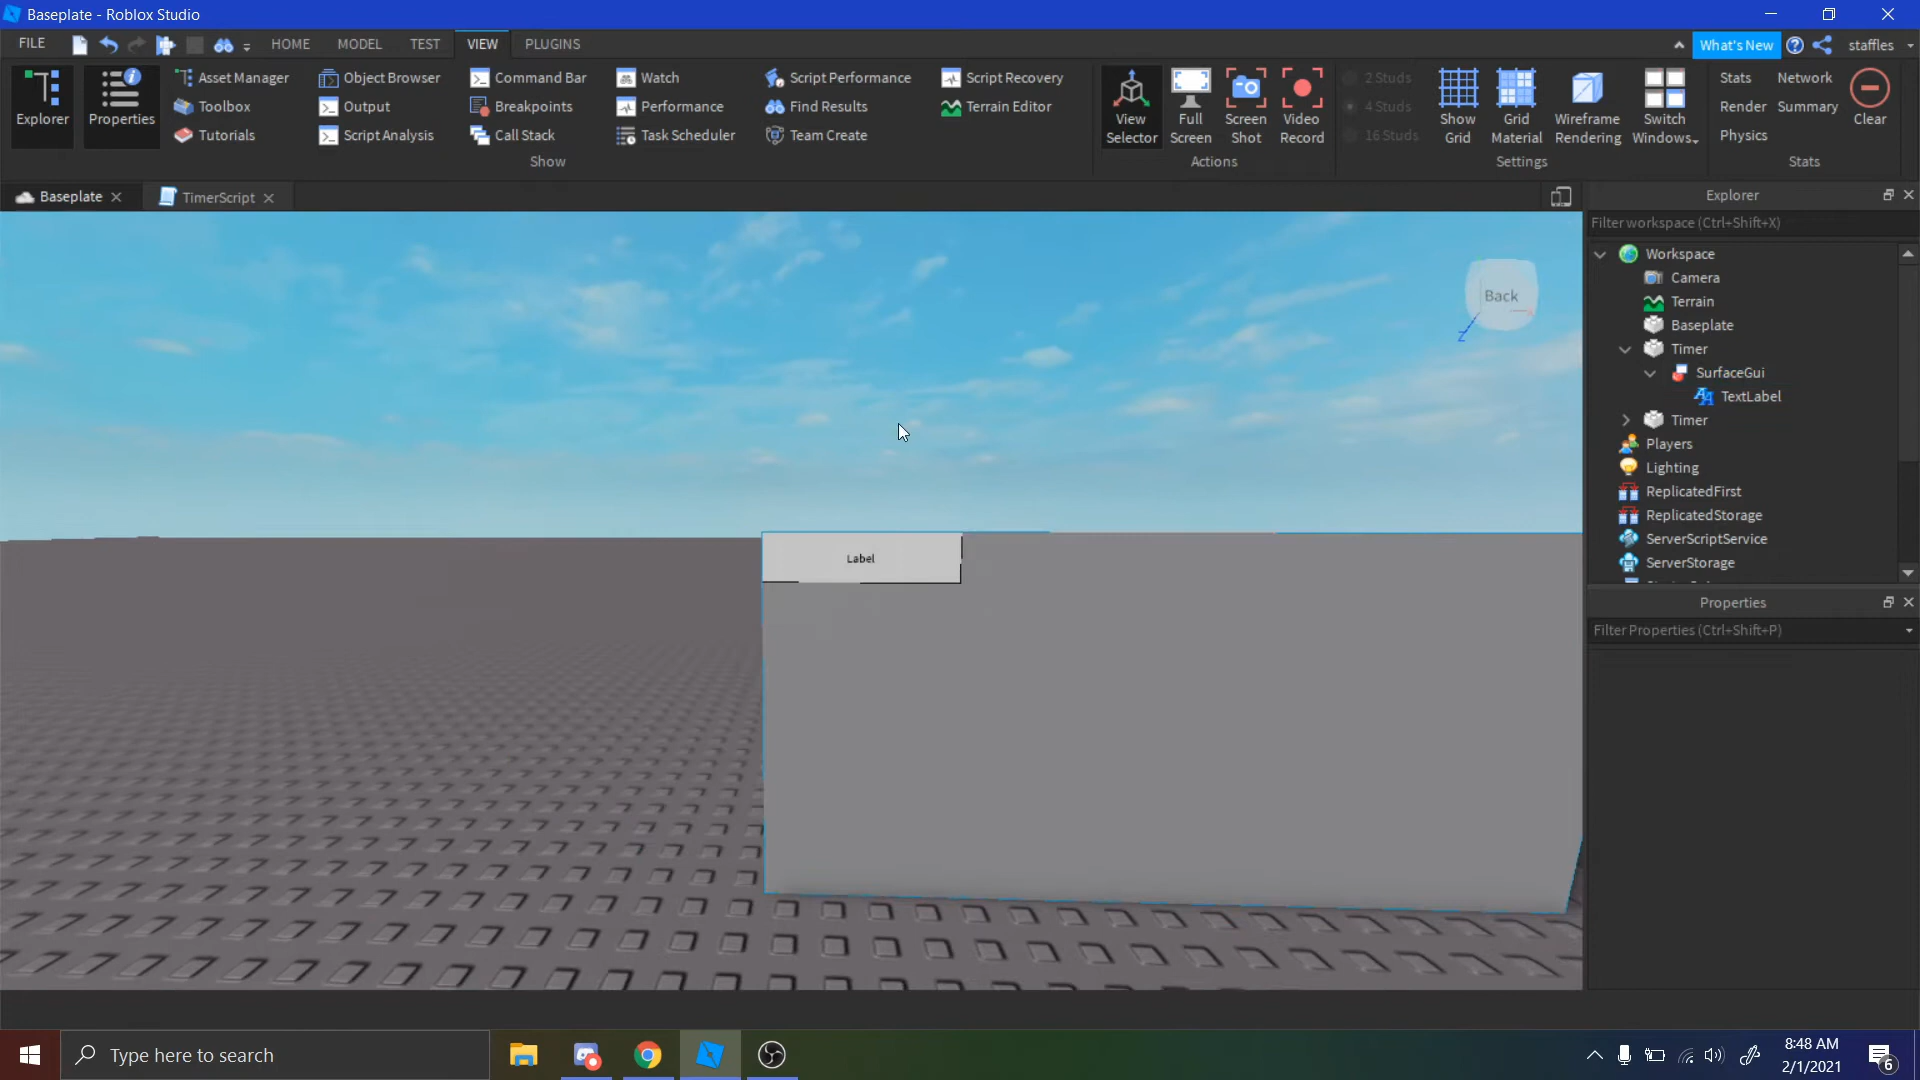 Baseplate - Roblox Studio
FILE
HOME
MODEL
TEST
VIEW
PLUGINS
What's New
staffles
Explorer
Properties
Asset Manager
Toolbox
Tutorials
Object Browser
Output
Script Analysis
Command Bar
Breakpoints
Call Stack
Watch
Performance
Task Scheduler
Script Performance
Find Results
Team Create
Script Recovery
Terrain Editor
Show
View Selector
Full Screen
Screen Shot
Video Record
Actions
2 Studs
4 Studs
16 Studs
Show Grid
Grid Material
Wireframe Rendering
Switch Windows
Settings
Stats
Network
Render
Summary
Physics
Clear
Stats
Baseplate
TimerScript
Explorer
Filter workspace (Ctrl+Shift+X)
Workspace
Camera
Terrain
Baseplate
Timer
SurfaceGui
TextLabel
Timer
Players
Lighting
ReplicatedFirst
ReplicatedStorage
ServerScriptService
ServerStorage
Properties
Filter Properties (Ctrl+Shift+P)
Back
Z
Label
Type here to search
8:48 AM
2/1/2021
6